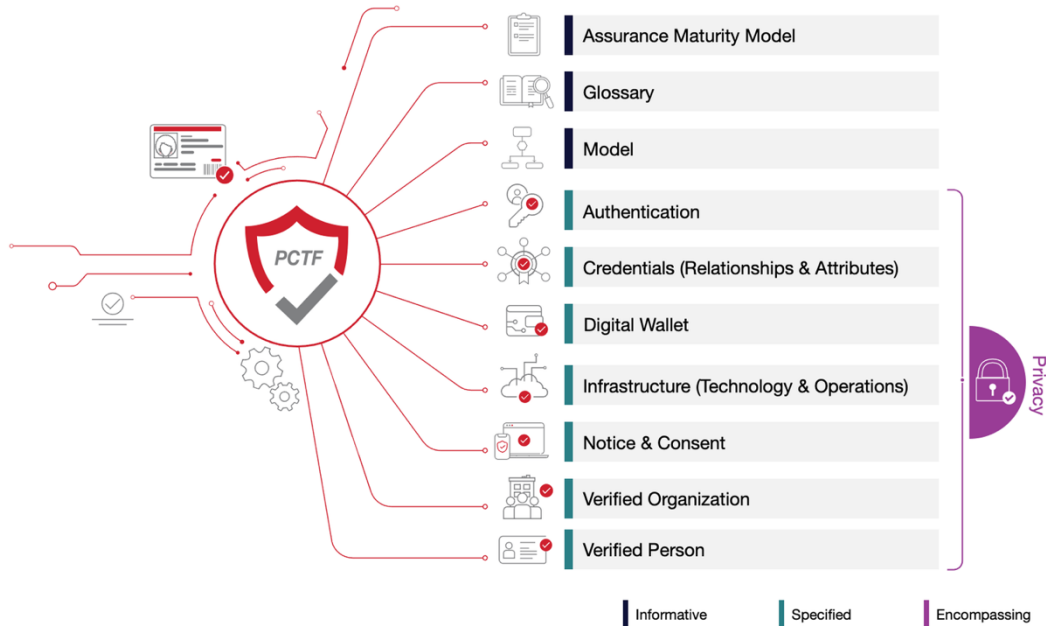 Assurance Maturity Model
Glossary
Model
PCTF
Authentication
Credentials (Relationships & Attributes)
Digital Wallet
Infrastructure (Technology & Operations)
Notice & Consent
Verified Organization
Verified Person
Privacy
Informative
Specified
Encompassing